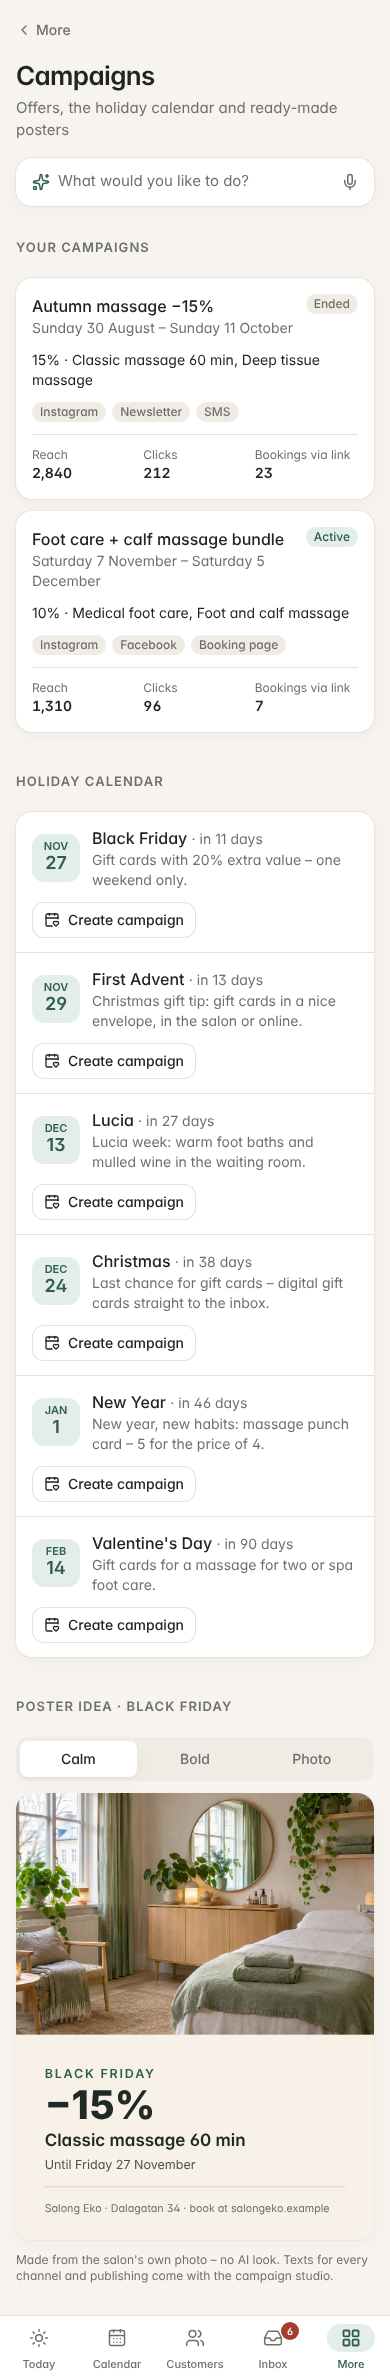 More
Campaigns
Offers, the holiday calendar and ready-made
posters
What would you like to do?
YOUR CAMPAIGNS
Autumn massage −15%
Ended
Sunday 30 August – Sunday 11 October
15% · Classic massage 60 min, Deep tissue
massage
Instagram Newsletter SMS
Reach Clicks Bookings via link
2,840 212 23
Foot care + calf massage bundle
Active
Saturday 7 November – Saturday 5
December
10% · Medical foot care, Foot and calf massage
Instagram Facebook Booking page
Reach Clicks Bookings via link
1,310 96 7
HOLIDAY CALENDAR
NOV
27
Black Friday · in 11 days
Gift cards with 20% extra value – one
weekend only.
Create campaign
NOV
29
First Advent · in 13 days
Christmas gift tip: gift cards in a nice
envelope, in the salon or online.
Create campaign
DEC
13
Lucia · in 27 days
Lucia week: warm foot baths and
mulled wine in the waiting room.
Create campaign
DEC
24
Christmas · in 38 days
Last chance for gift cards – digital gift
cards straight to the inbox.
Create campaign
JAN
1
New Year · in 46 days
New year, new habits: massage punch
card – 5 for the price of 4.
Create campaign
FEB
14
Valentine's Day · in 90 days
Gift cards for a massage for two or spa
foot care.
Create campaign
POSTER IDEA · BLACK FRIDAY
Calm Bold Photo
BLACK FRIDAY
−15%
Classic massage 60 min
Until Friday 27 November
Salong Eko · Dalagatan 34 · book at salongeko.example
Made from the salon's own photo – no AI look. Texts for every
channel and publishing come with the campaign studio.
6
Today Calendar Customers Inbox More